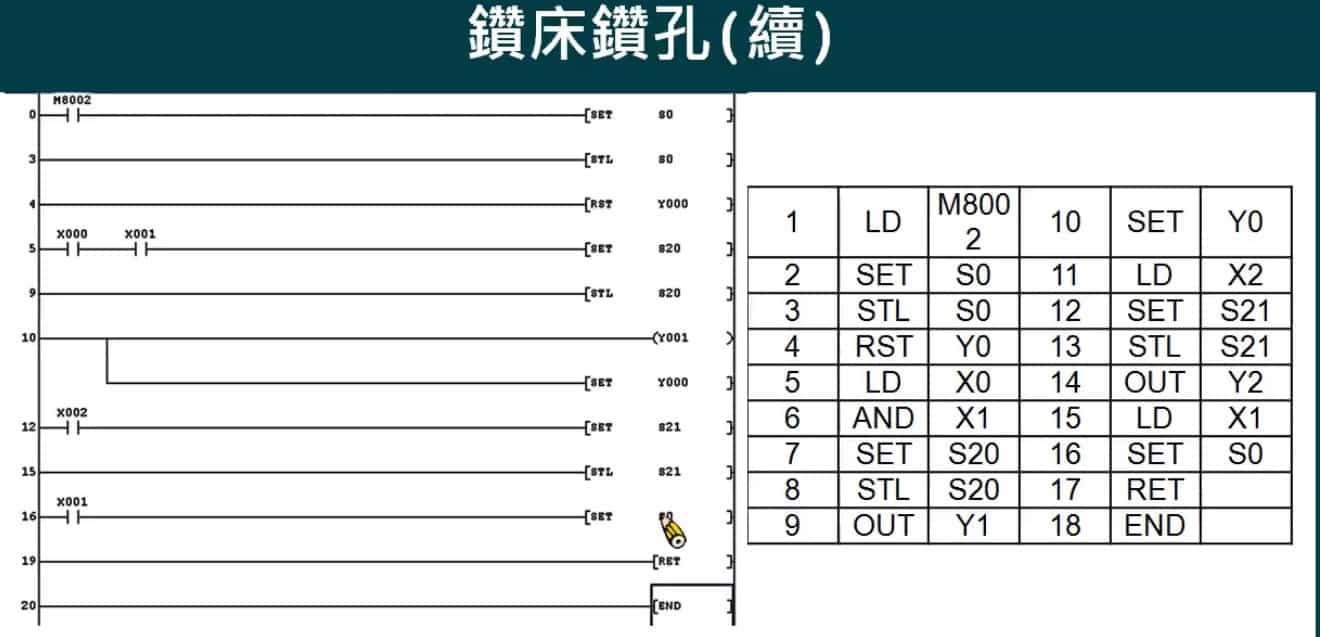 鑽床鑽孔(續)
M8002
0 [SET S0 ]
3 [STL S0 ]
4 [RST Y000 ]
X000 X001
5 [SET S20 ]
9 [STL S20 ]
10 (Y001 )
[SET Y000 ]
X002
12 [SET S21 ]
15 [STL S21 ]
X001
16 [SET S0 ]
19 [RET ]
20 [END ]
1 LD M8002 10 SET Y0
2 SET S0 11 LD X2
3 STL S0 12 SET S21
4 RST Y0 13 STL S21
5 LD X0 14 OUT Y2
6 AND X1 15 LD X1
7 SET S20 16 SET S0
8 STL S20 17 RET
9 OUT Y1 18 END